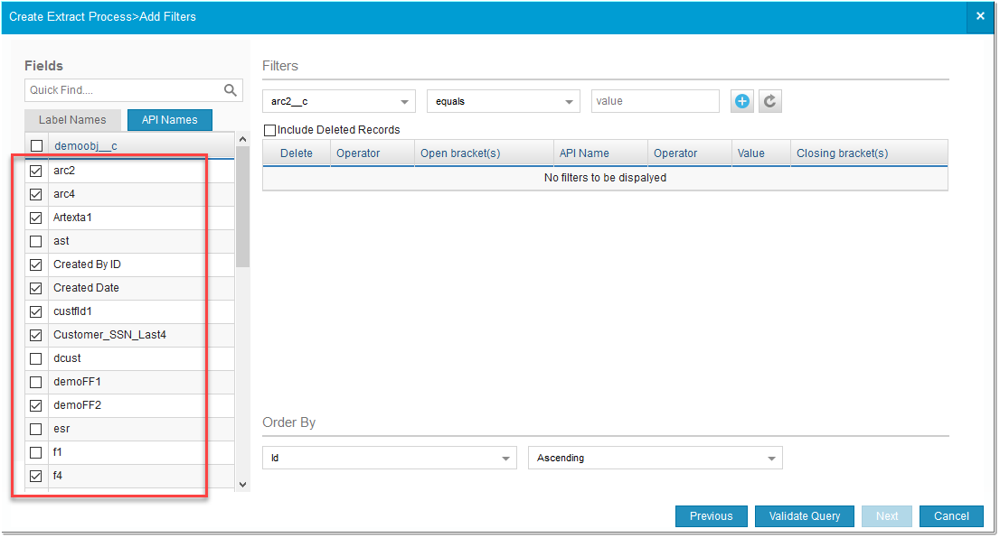 Create Extract Process>Add Filters
Fields
Quick Find....
Label Names API Names
demoobj__c
arc2
arc4
Artexta1
ast
Created By ID
Created Date
custfld1
Customer_SSN_Last4
dcust
demoFF1
demoFF2
esr
f1
f4
Filters
arc2__c equals value
Include Deleted Records
Delete Operator Open bracket(s) API Name Operator Value Closing bracket(s)
No filters to be dispalyed
Order By
Id Ascending
Previous Validate Query Next Cancel